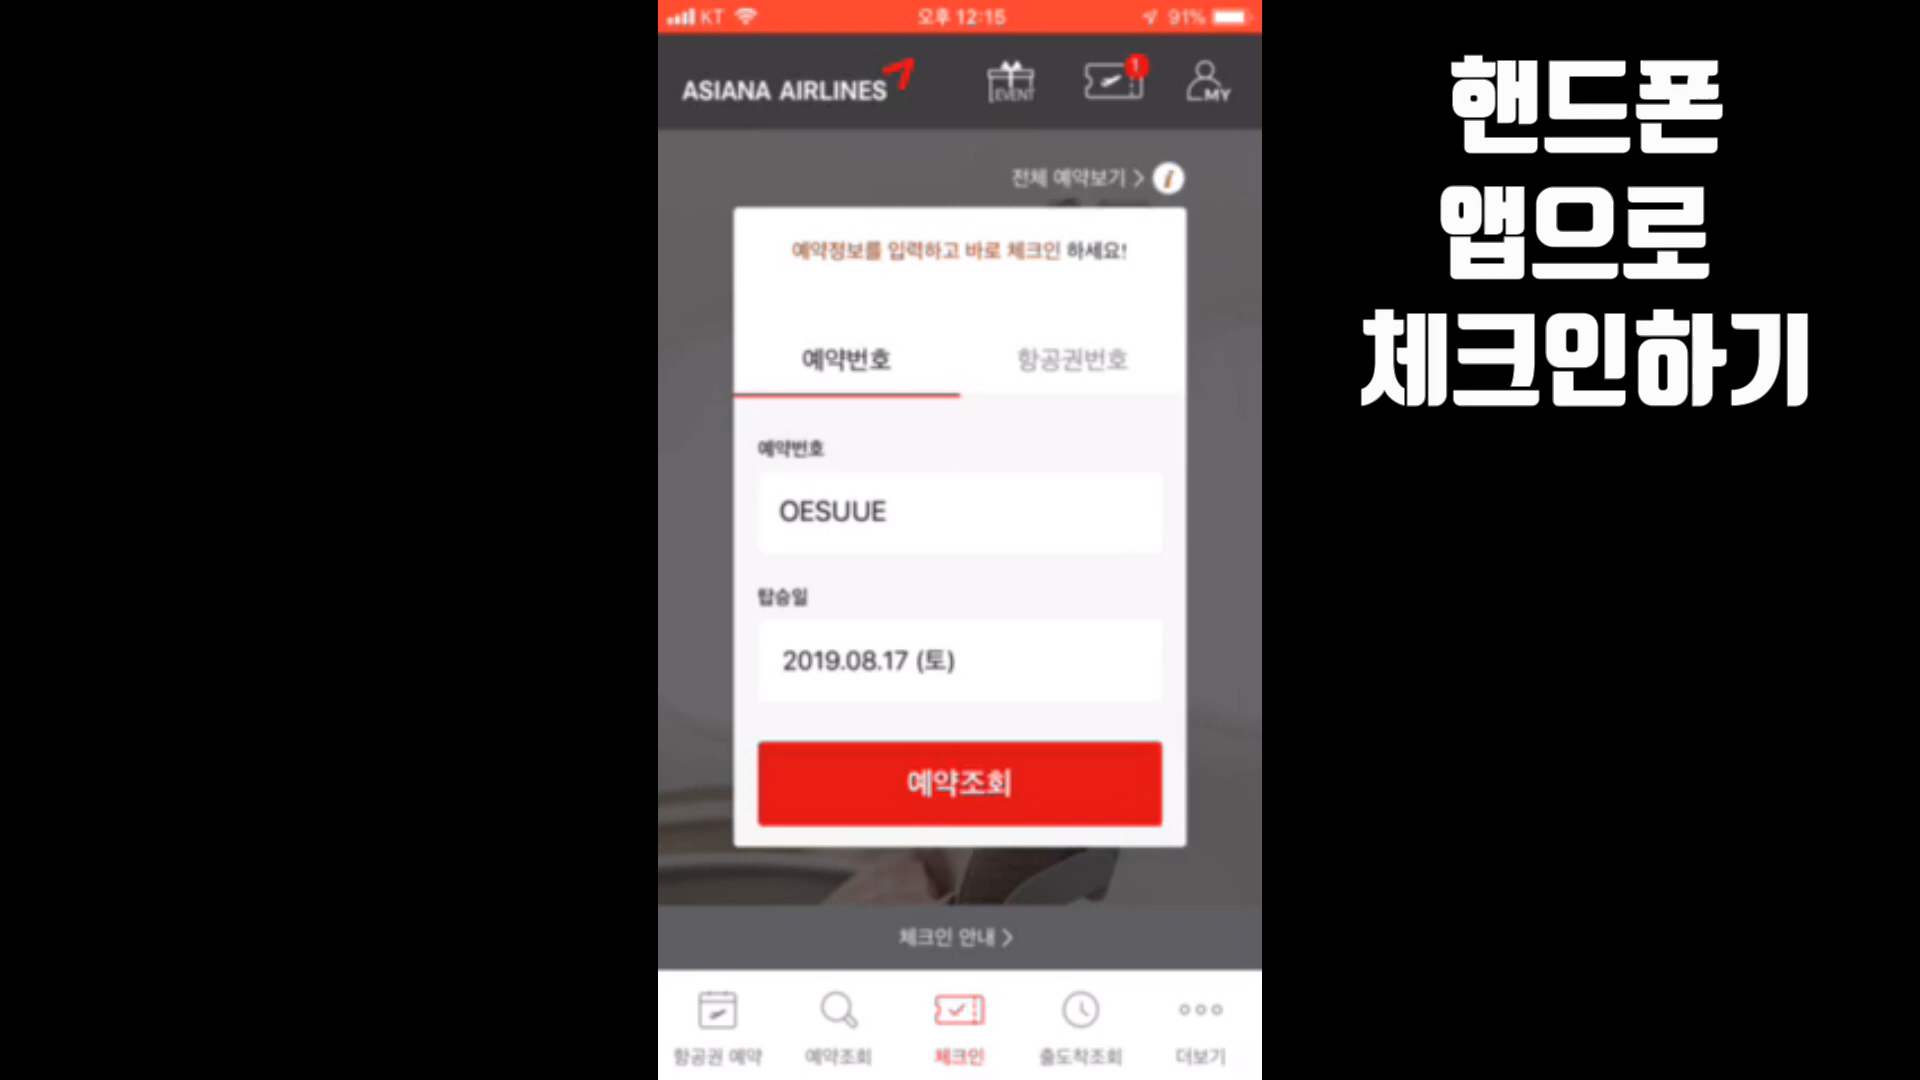 KT 오후 12:15 91%
ASIANA AIRLINES EVENT 1 MY
전체 예약보기 >
예약정보를 입력하고 바로 체크인 하세요!
예약번호 항공권번호
예약번호
OESUUE
탑승일
2019.08.17 (토)
예약조회
체크인 안내 >
항공권 예약 예약조회 체크인 출도착조회 더보기
핸드폰
앱으로
체크인하기